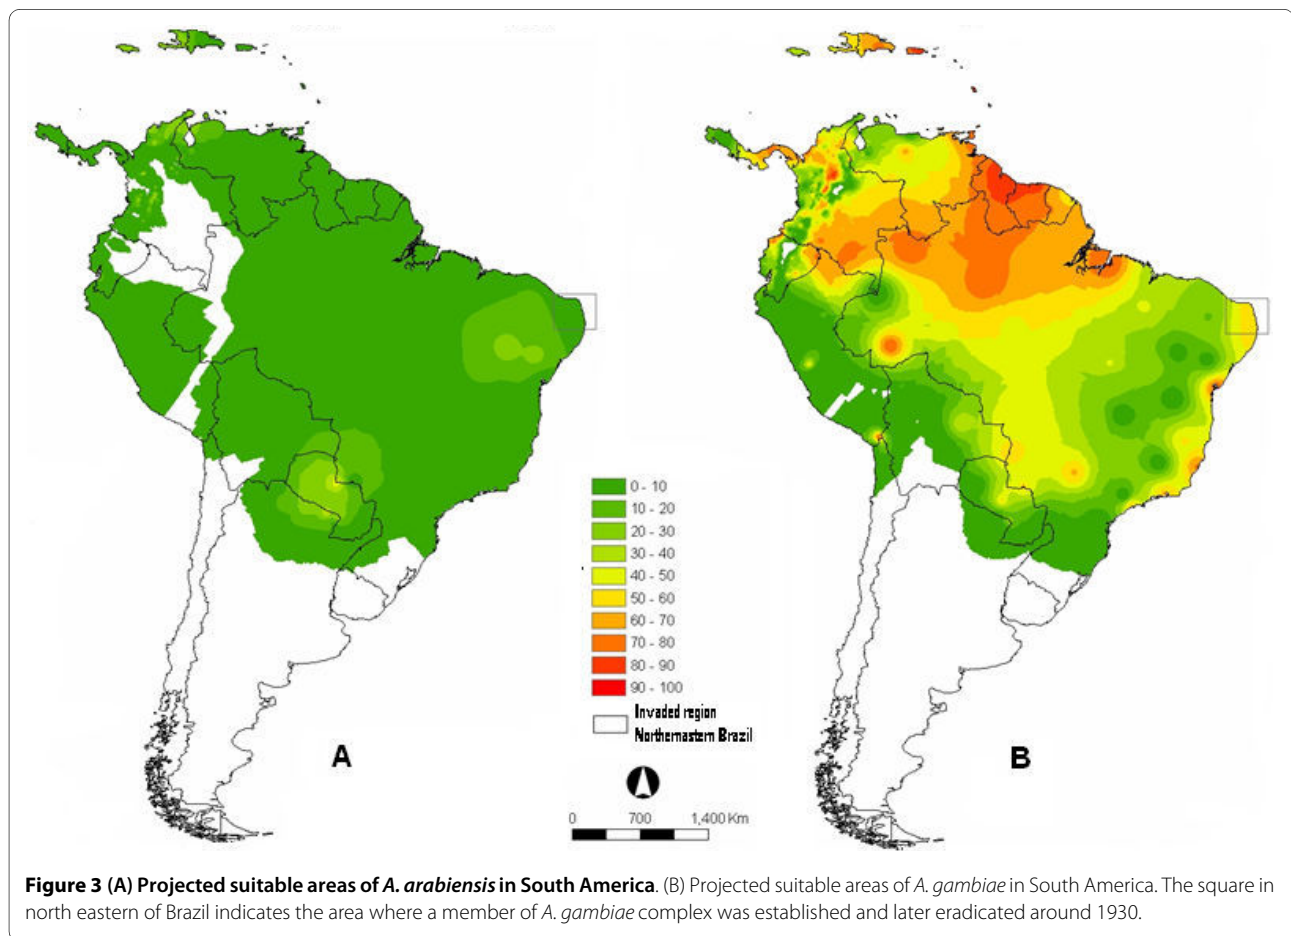 0 - 10
10 - 20
20 - 30
30 - 40
40 - 50
50 - 60
60 - 70
70 - 80
80 - 90
90 - 100
Invaded region
Northernastern Brazil
A
B
0 700 1,400 Km
Figure 3 (A) Projected suitable areas of A. arabiensis in South America. (B) Projected suitable areas of A. gambiae in South America. The square in
north eastern of Brazil indicates the area where a member of A. gambiae complex was established and later eradicated around 1930.